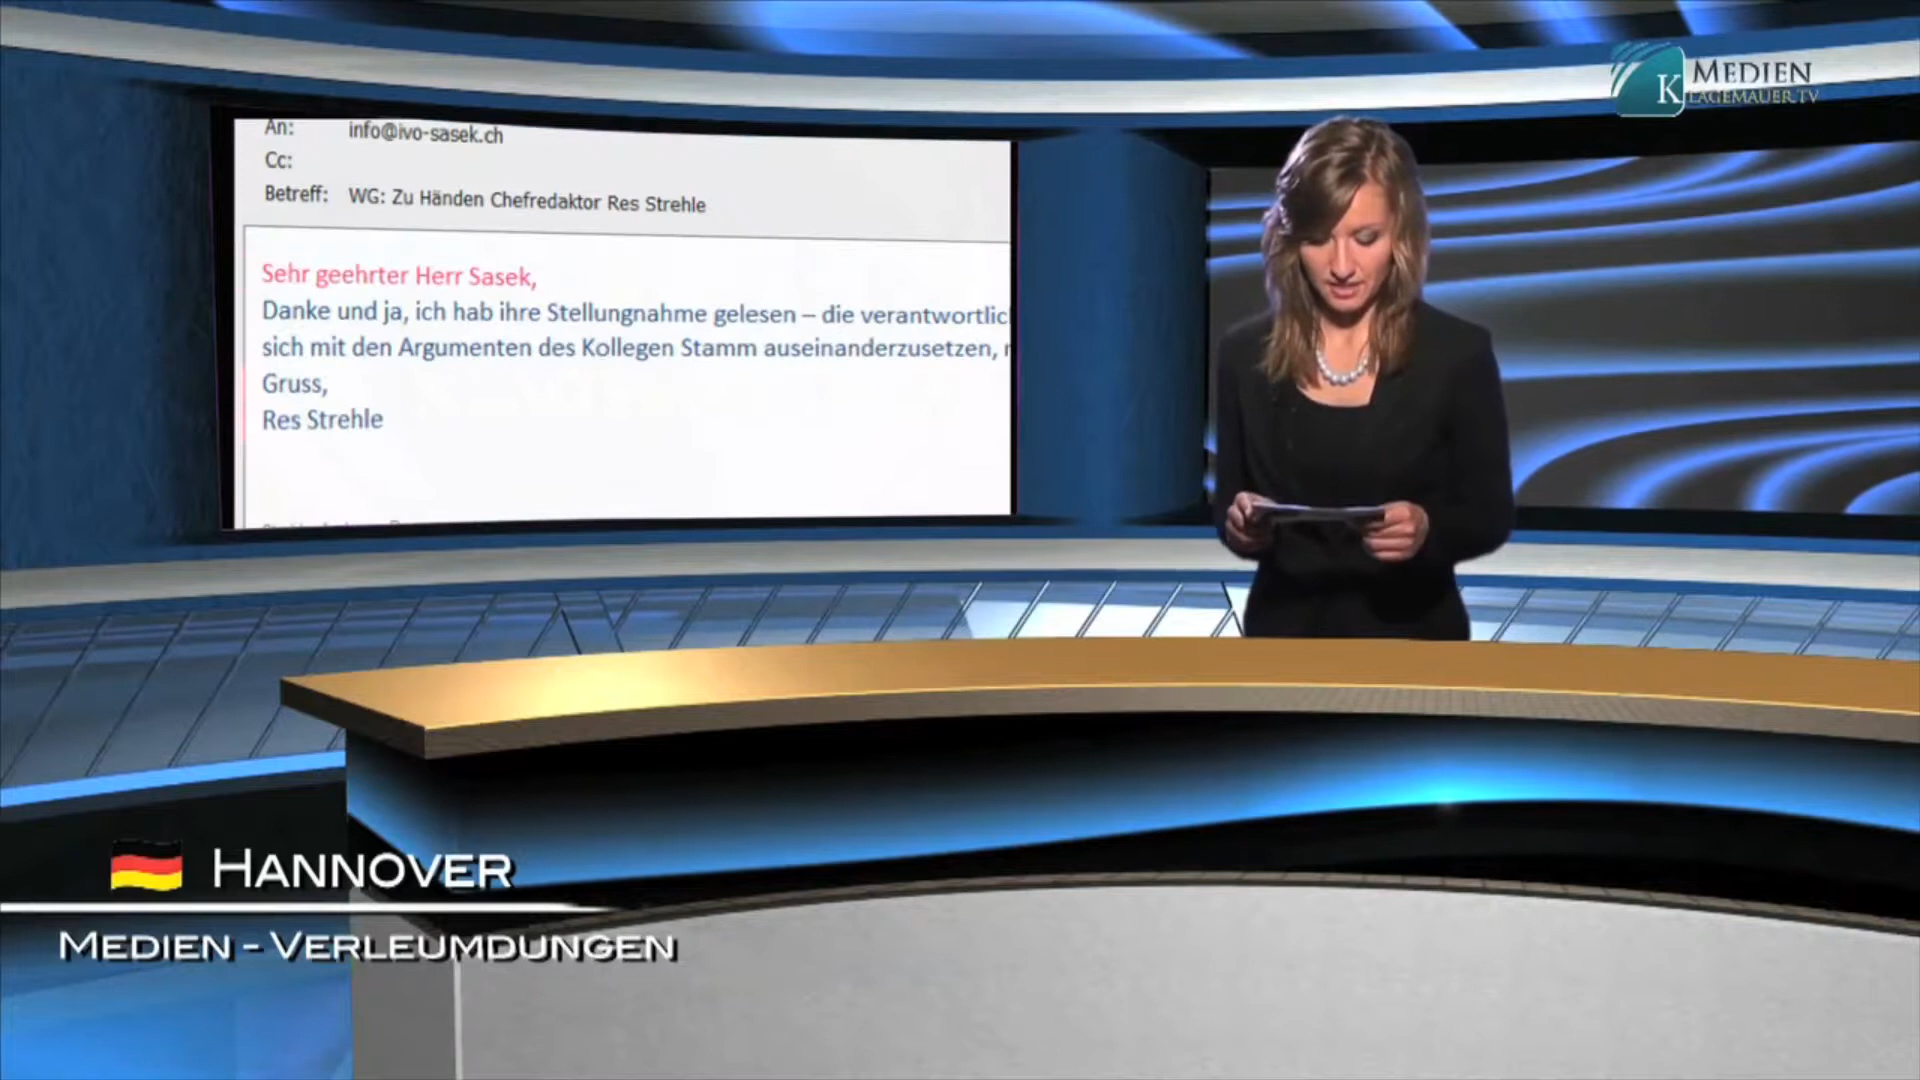 MEDIEN
KLAGEMAUER.TV
An: info@ivo-sasek.ch
Cc:
Betreff: WG: Zu Händen Chefredaktor Res Strehle
Sehr geehrter Herr Sasek,
Danke und ja, ich hab ihre Stellungnahme gelesen – die verantwortlic
sich mit den Argumenten des Kollegen Stamm auseinanderzusetzen,
Gruss,
Res Strehle
HANNOVER
MEDIEN - VERLEUMDUNGEN